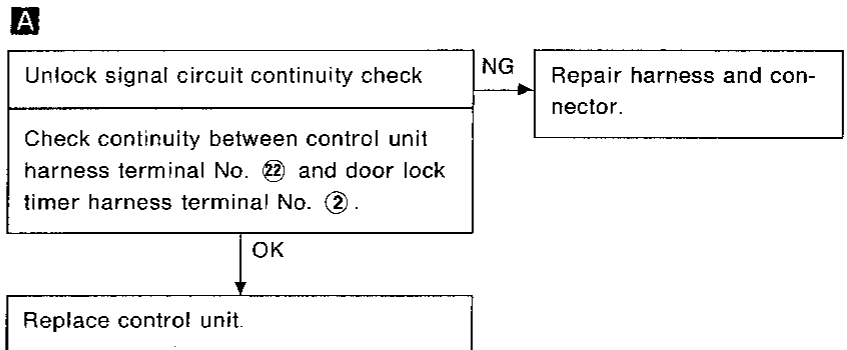 A
Unlock signal circuit continuity check
NG
Repair harness and con-
nector.
Check continuity between control unit
harness terminal No. ㉒ and door lock
timer harness terminal No. ②.
OK
Replace control unit.